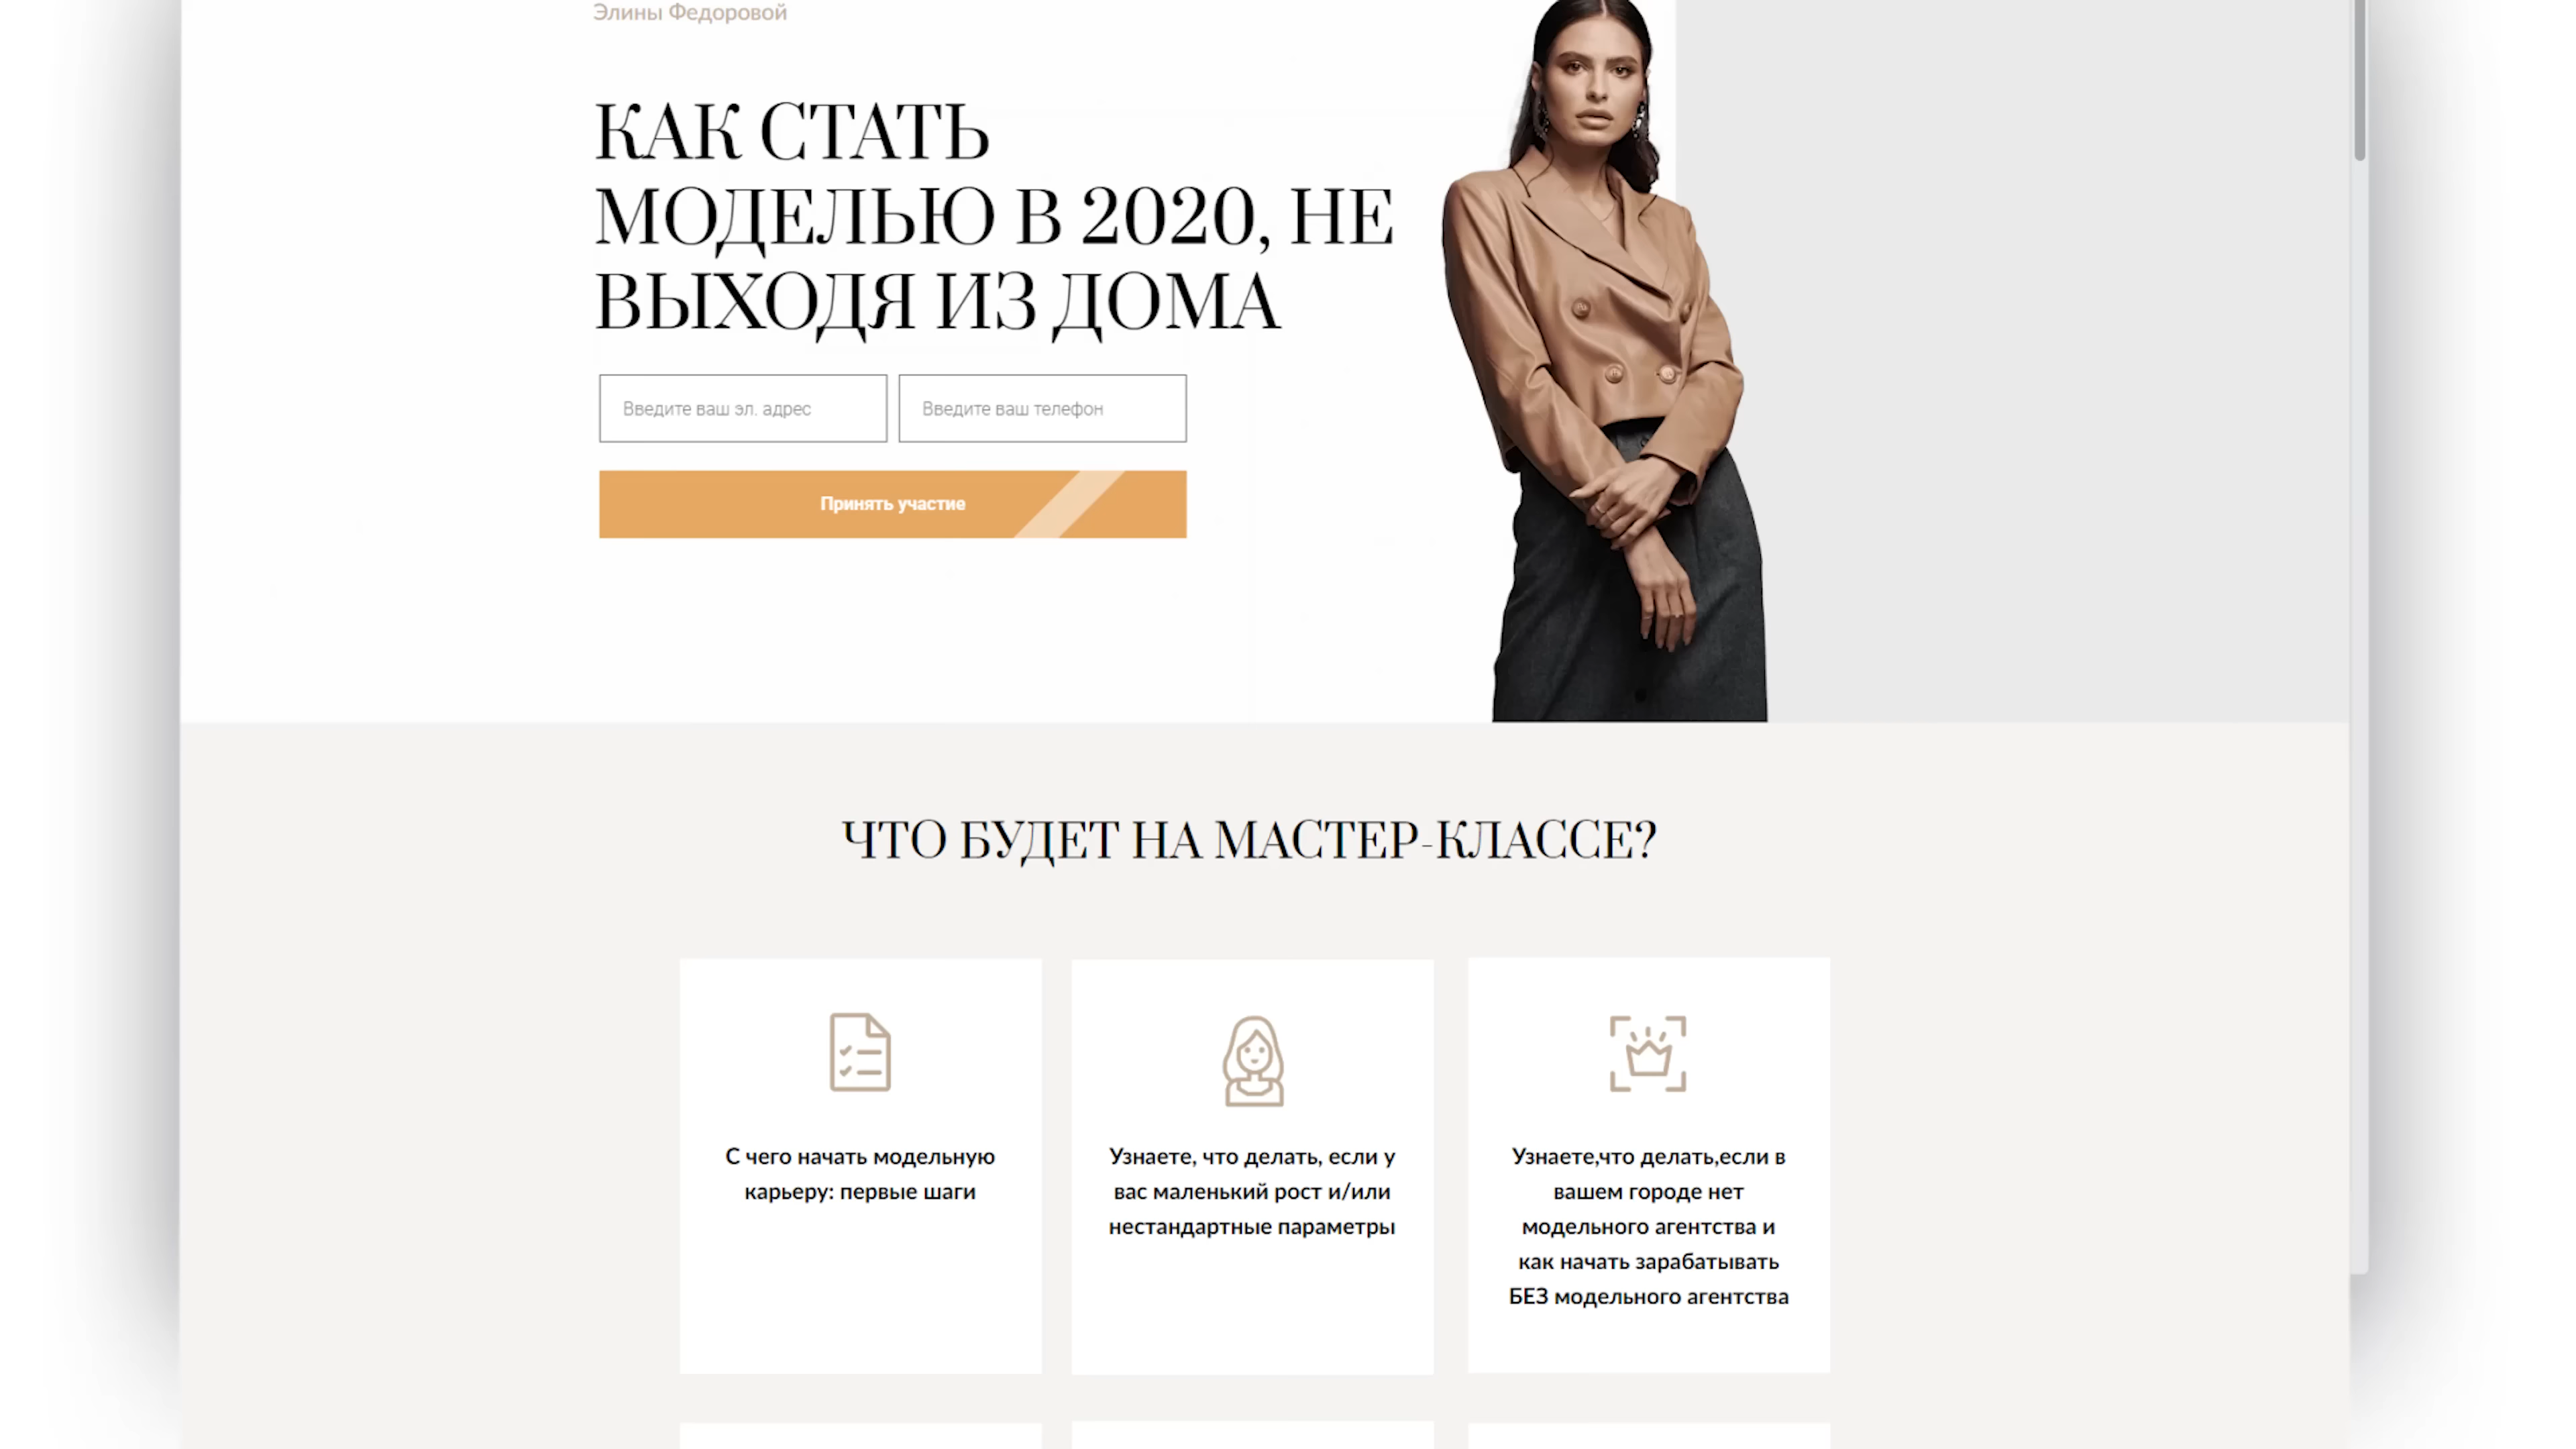 Элины Федоровой
КАК СТАТЬ
МОДЕЛЬЮ В 2020, НЕ
ВЫХОДЯ ИЗ ДОМА
Введите ваш эл. адрес
Введите ваш телефон
Принять участие
ЧТО БУДЕТ НА МАСТЕР-КЛАССЕ?
С чего начать модельную
карьеру: первые шаги
Узнаете, что делать, если у
вас маленький рост и/или
нестандартные параметры
Узнаете,что делать,если в
вашем городе нет
модельного агентства и
как начать зарабатывать
БЕЗ модельного агентства